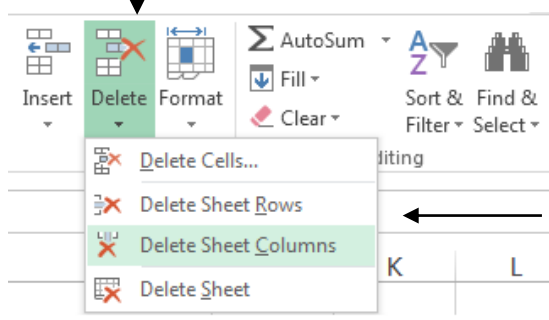 AutoSum
Fill
Clear
Insert Delete Format
Sort & Find &
Filter Select
diting
Delete Cells...
Delete Sheet Rows
Delete Sheet Columns
Delete Sheet
K L